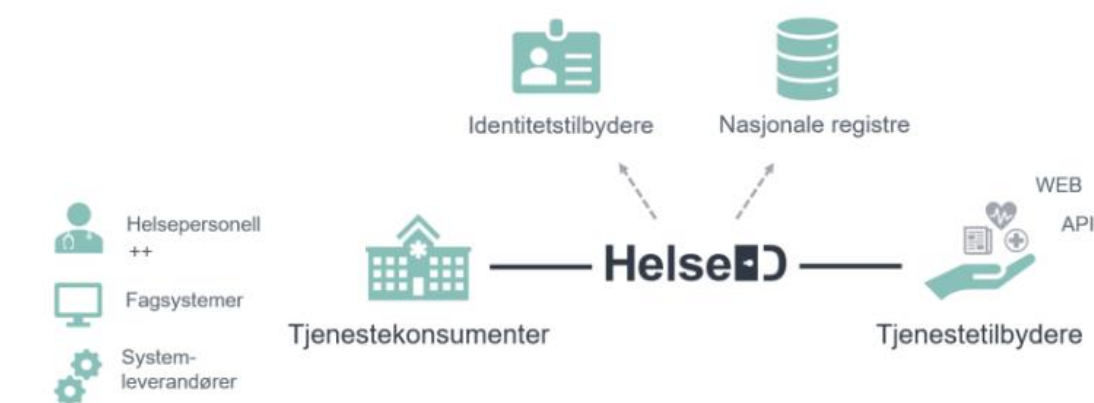 Identitetstilbydere
Nasjonale registre
WEB
API
Helsepersonell
++
Fagsystemer
System-
leverandører
Tjenestekonsumenter
HelseID
Tjenestetilbydere